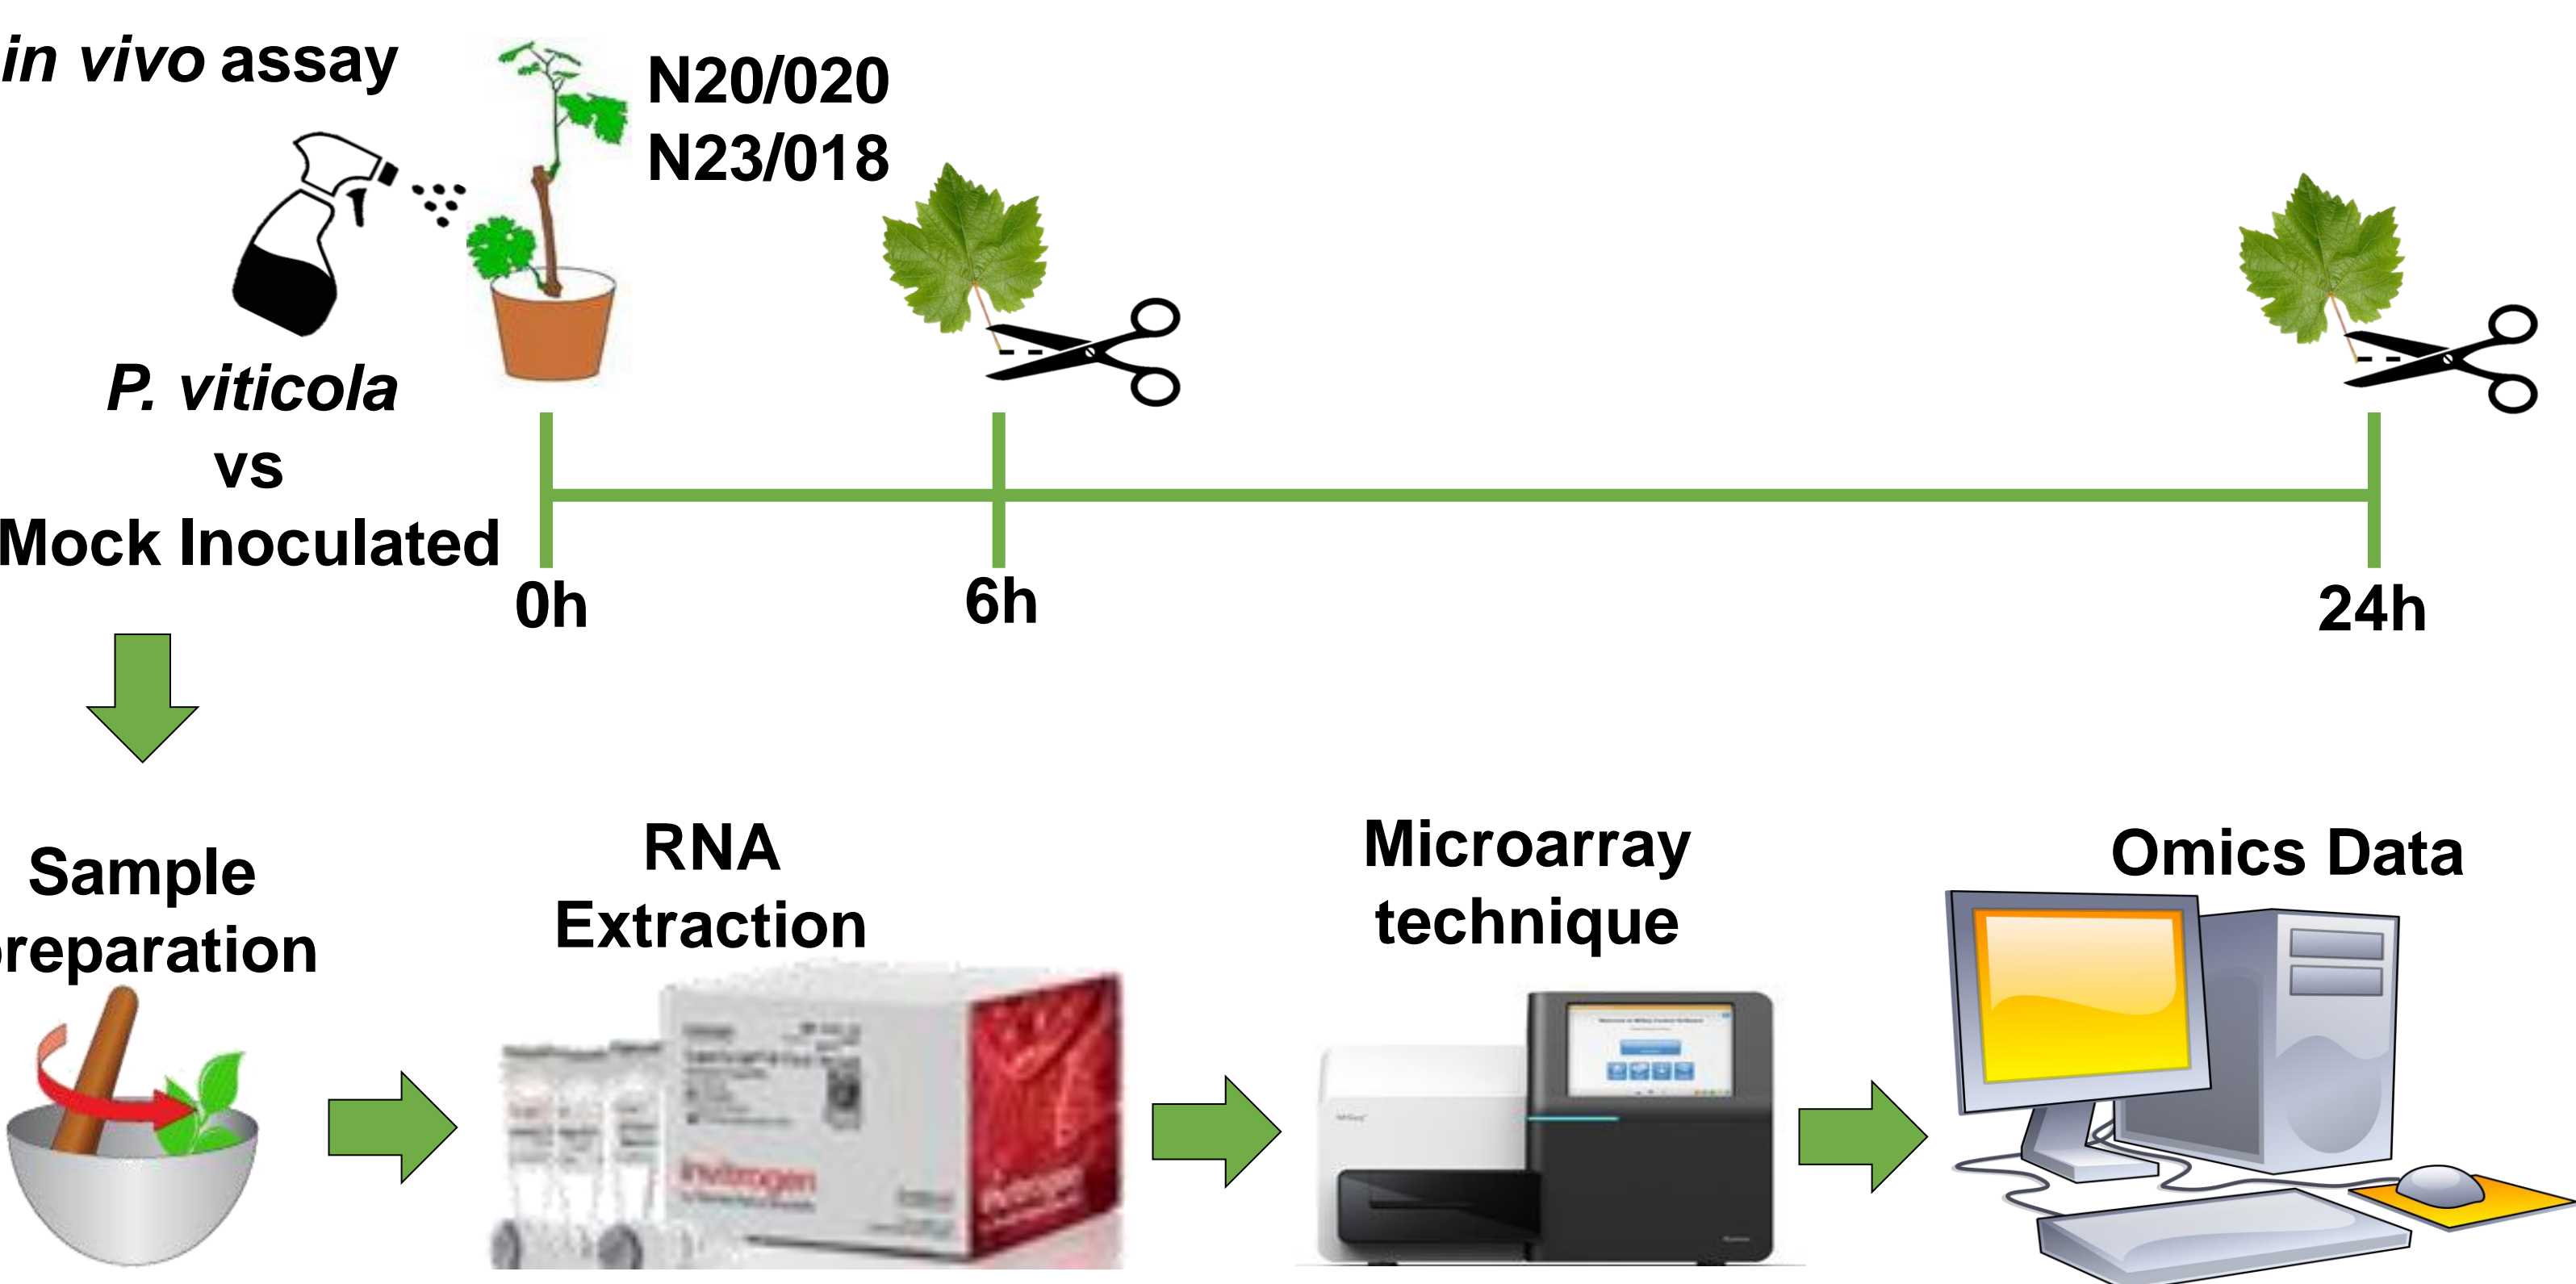 in vivo assay
N20/020
N23/018
P. viticola
vs
Mock Inoculated
0h
6h
24h
Sample
preparation
RNA
Extraction
Microarray
technique
Omics Data
invitrogen